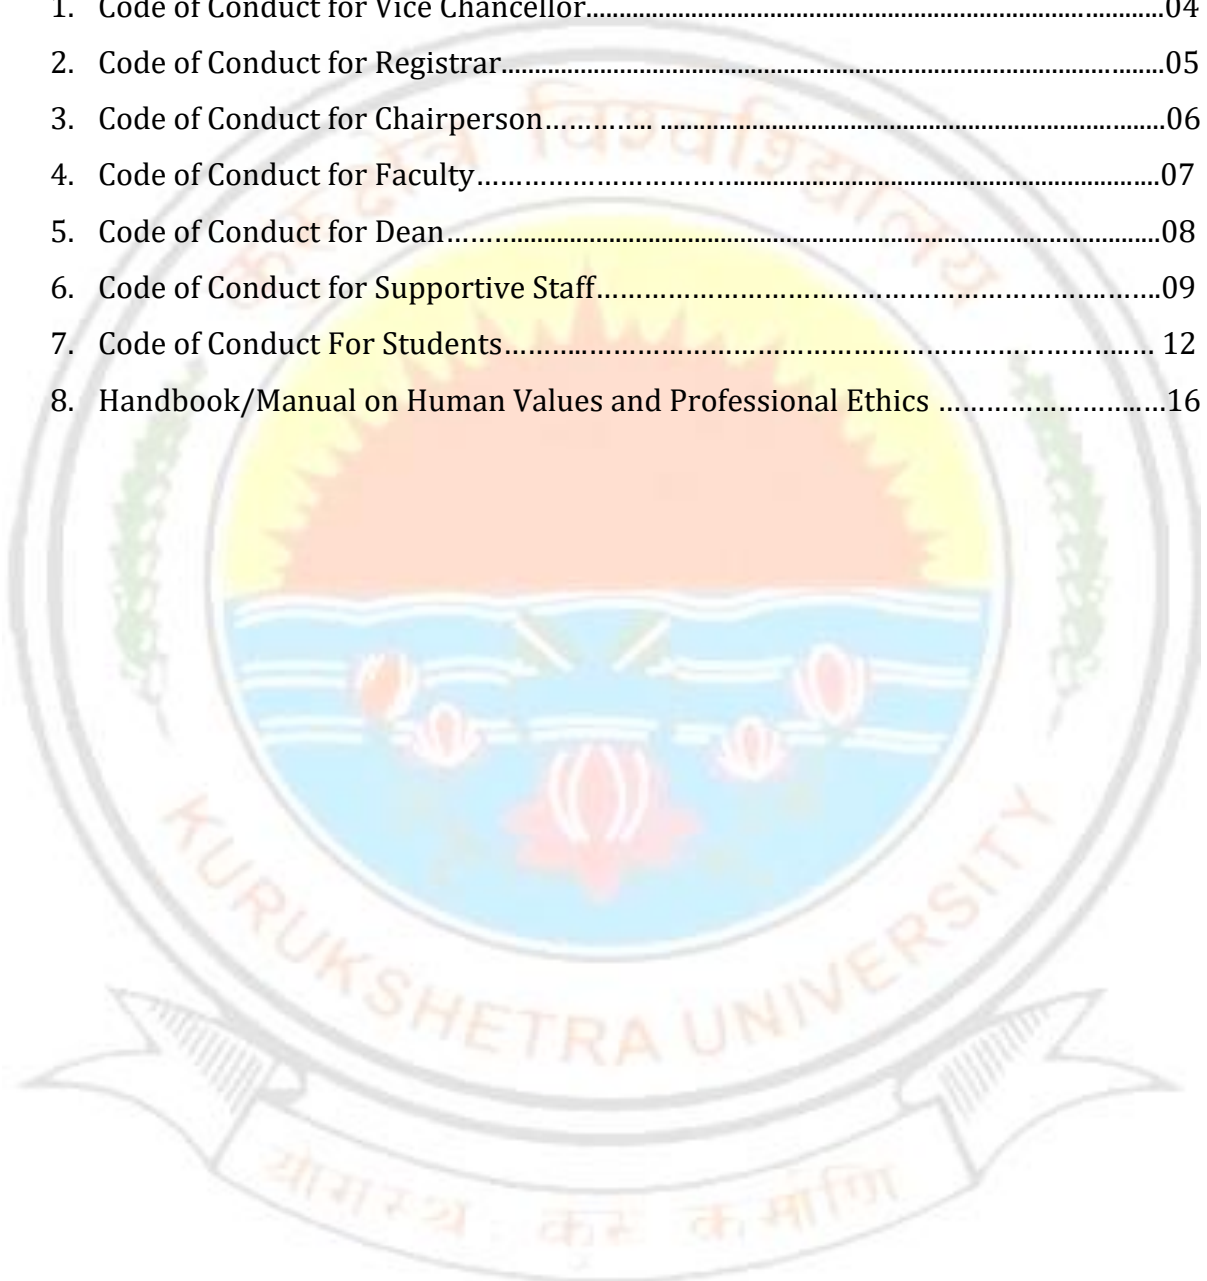 1. Code of Conduct for Vice Chancellor..........................................................................04
2. Code of Conduct for Registrar.....................................................................................05
3. Code of Conduct for Chairperson………….. ................................................................06
4. Code of Conduct for Faculty……………………………......................................................07
5. Code of Conduct for Dean……...................................................................................08
6. Code of Conduct for Supportive Staff……………………………………………………..…….09
7. Code of Conduct For Students………..…………………………………………………………..… 12
8. Handbook/Manual on Human Values and Professional Ethics ……………………..……16
विश्वविद्यालय
KURUKSHETRA UNIVERSITY